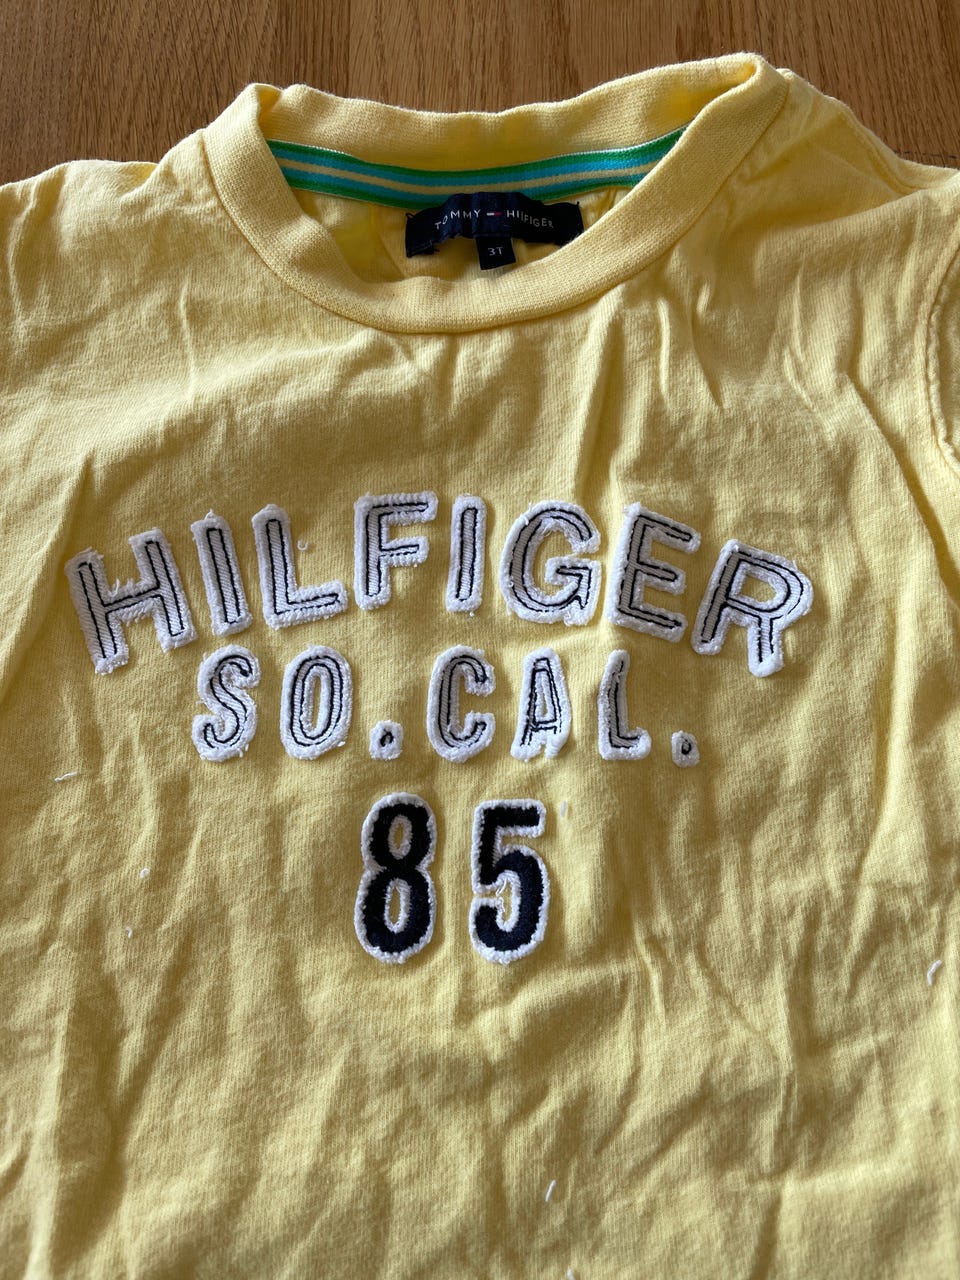 TOMMY HILFIGER
3T
HILFIGER
SO.CAL.
85